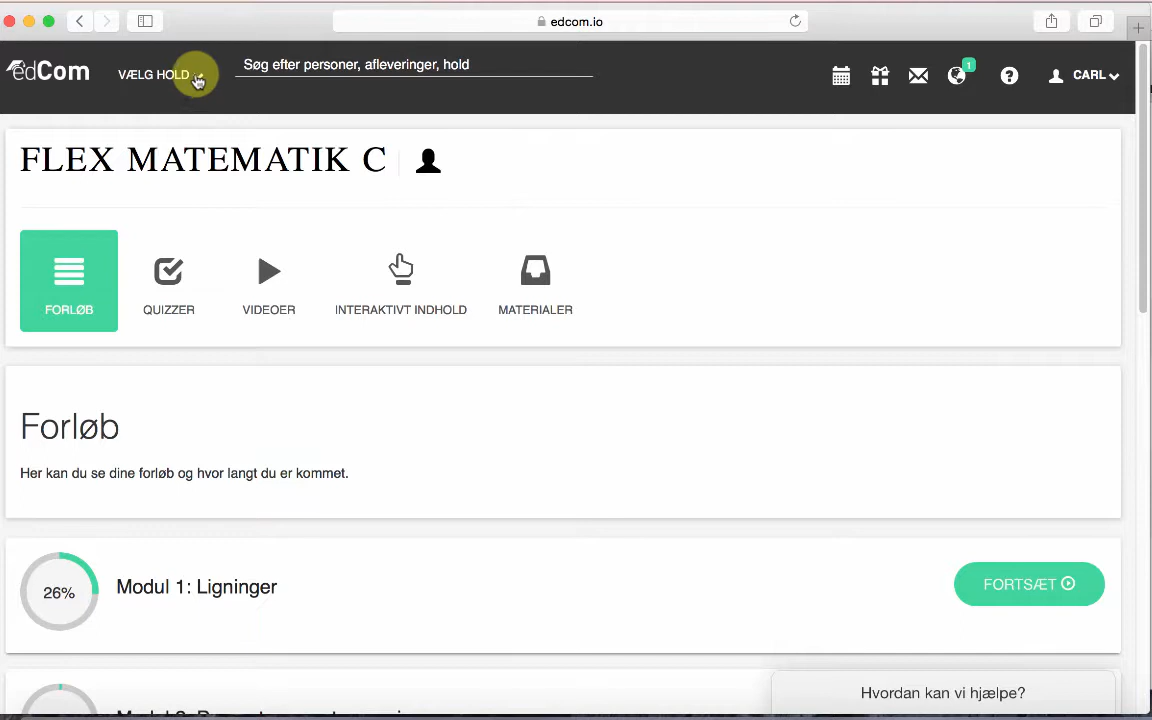 edcom.io
edCom
VÆLG HOLD
Søg efter personer, afleveringer, hold
1
CARL
FLEX MATEMATIK C
FORLØB
QUIZZER
VIDEOER
INTERAKTIVT INDHOLD
MATERIALER
Forløb
Her kan du se dine forløb og hvor langt du er kommet.
26%
Modul 1: Ligninger
FORTSÆT
Hvordan kan vi hjælpe?